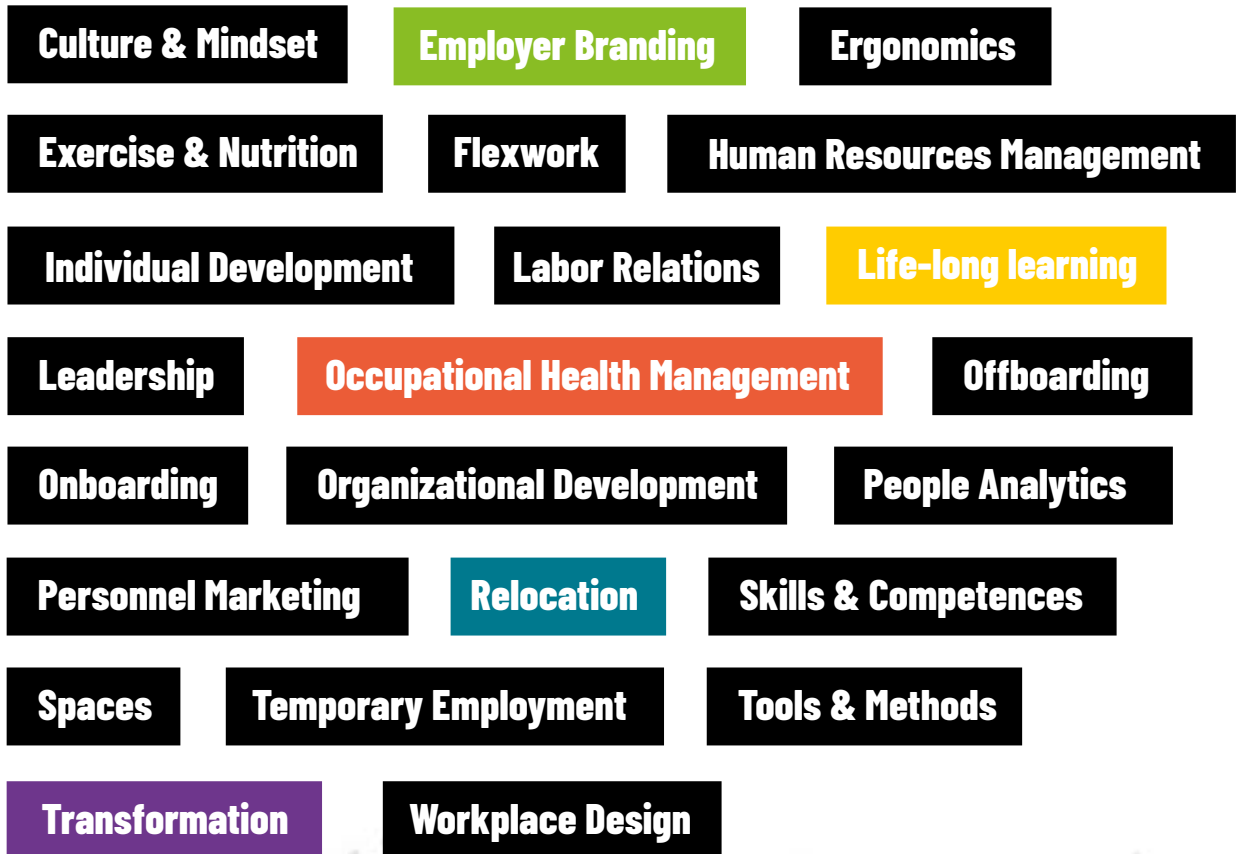 Culture & Mindset
Employer Branding
Ergonomics
Exercise & Nutrition
Flexwork
Human Resources Management
Individual Development
Labor Relations
Life-long learning
Leadership
Occupational Health Management
Offboarding
Onboarding
Organizational Development
People Analytics
Personnel Marketing
Relocation
Skills & Competences
Spaces
Temporary Employment
Tools & Methods
Transformation
Workplace Design